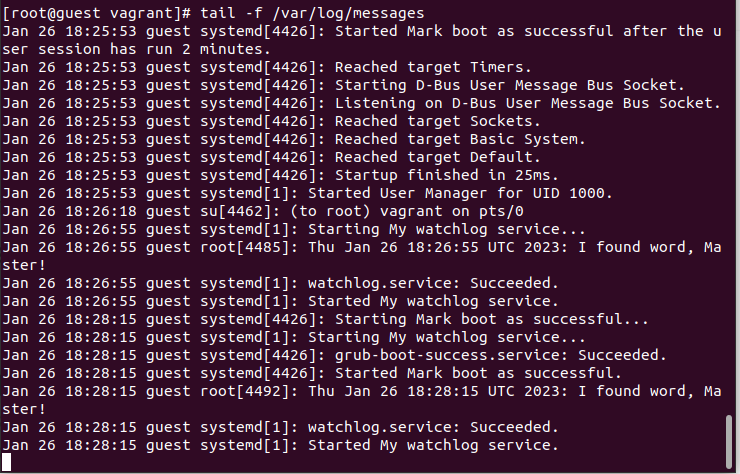 [root@guest vagrant]# tail -f /var/log/messages
Jan 26 18:25:53 guest systemd[4426]: Started Mark boot as successful after the u
ser session has run 2 minutes.
Jan 26 18:25:53 guest systemd[4426]: Reached target Timers.
Jan 26 18:25:53 guest systemd[4426]: Starting D-Bus User Message Bus Socket.
Jan 26 18:25:53 guest systemd[4426]: Listening on D-Bus User Message Bus Socket.
Jan 26 18:25:53 guest systemd[4426]: Reached target Sockets.
Jan 26 18:25:53 guest systemd[4426]: Reached target Basic System.
Jan 26 18:25:53 guest systemd[4426]: Reached target Default.
Jan 26 18:25:53 guest systemd[4426]: Startup finished in 25ms.
Jan 26 18:25:53 guest systemd[1]: Started User Manager for UID 1000.
Jan 26 18:26:18 guest su[4462]: (to root) vagrant on pts/0
Jan 26 18:26:55 guest systemd[1]: Starting My watchlog service...
Jan 26 18:26:55 guest root[4485]: Thu Jan 26 18:26:55 UTC 2023: I found word, Ma
ster!
Jan 26 18:26:55 guest systemd[1]: watchlog.service: Succeeded.
Jan 26 18:26:55 guest systemd[1]: Started My watchlog service.
Jan 26 18:28:15 guest systemd[4426]: Starting Mark boot as successful...
Jan 26 18:28:15 guest systemd[1]: Starting My watchlog service...
Jan 26 18:28:15 guest systemd[4426]: grub-boot-success.service: Succeeded.
Jan 26 18:28:15 guest systemd[4426]: Started Mark boot as successful.
Jan 26 18:28:15 guest root[4492]: Thu Jan 26 18:28:15 UTC 2023: I found word, Ma
ster!
Jan 26 18:28:15 guest systemd[1]: watchlog.service: Succeeded.
Jan 26 18:28:15 guest systemd[1]: Started My watchlog service.